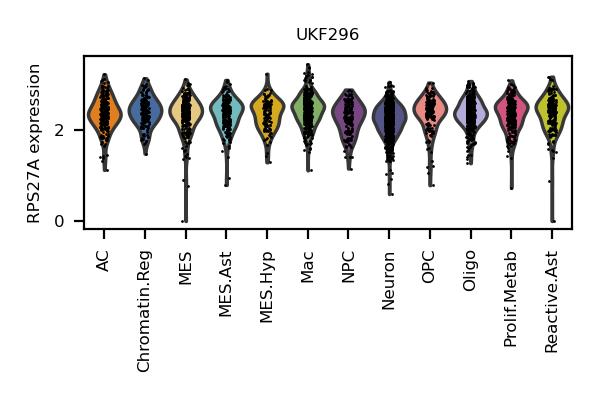 UKF296
RPS27A expression
2
0
AC
Chromatin.Reg
MES
MES.Ast
MES.Hyp
Mac
NPC
Neuron
OPC
Oligo
Prolif.Metab
Reactive.Ast